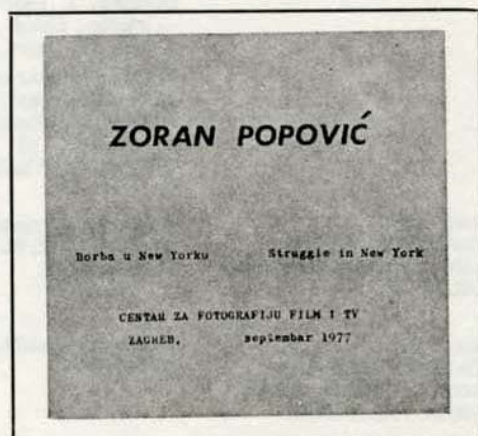 ZORAN POPOVIĆ
Borba u New Yorku Struggle in New York
CENTAR ZA FOTOGRAFIJU FILM I TV
ZAGREB, septembar 1977